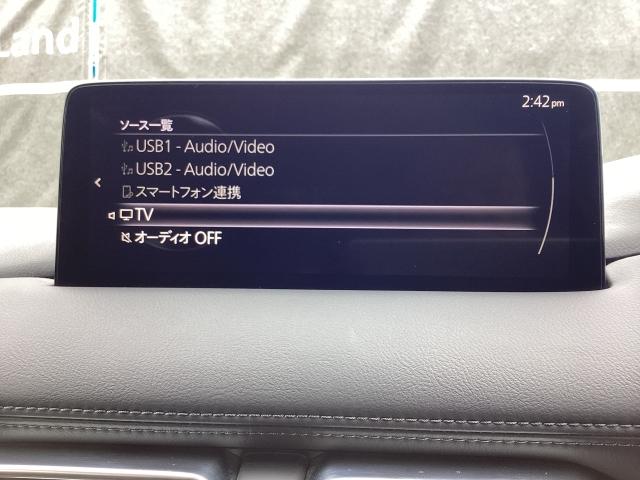 Land
2:42pm
ソース一覧
USB1 - Audio/Video
USB2 - Audio/Video
スマートフォン連携
TV
オーディオ OFF